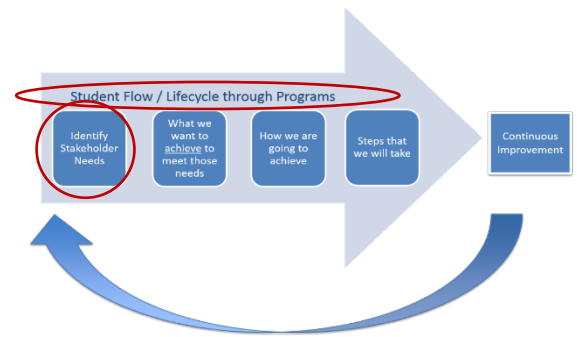 Student Flow / Lifecycle through Programs
Identify
Stakeholder
Needs
What we
want to
achieve to
meet those
needs
How we are
going to
achieve
Steps that
we will take
Continuous
Improvement